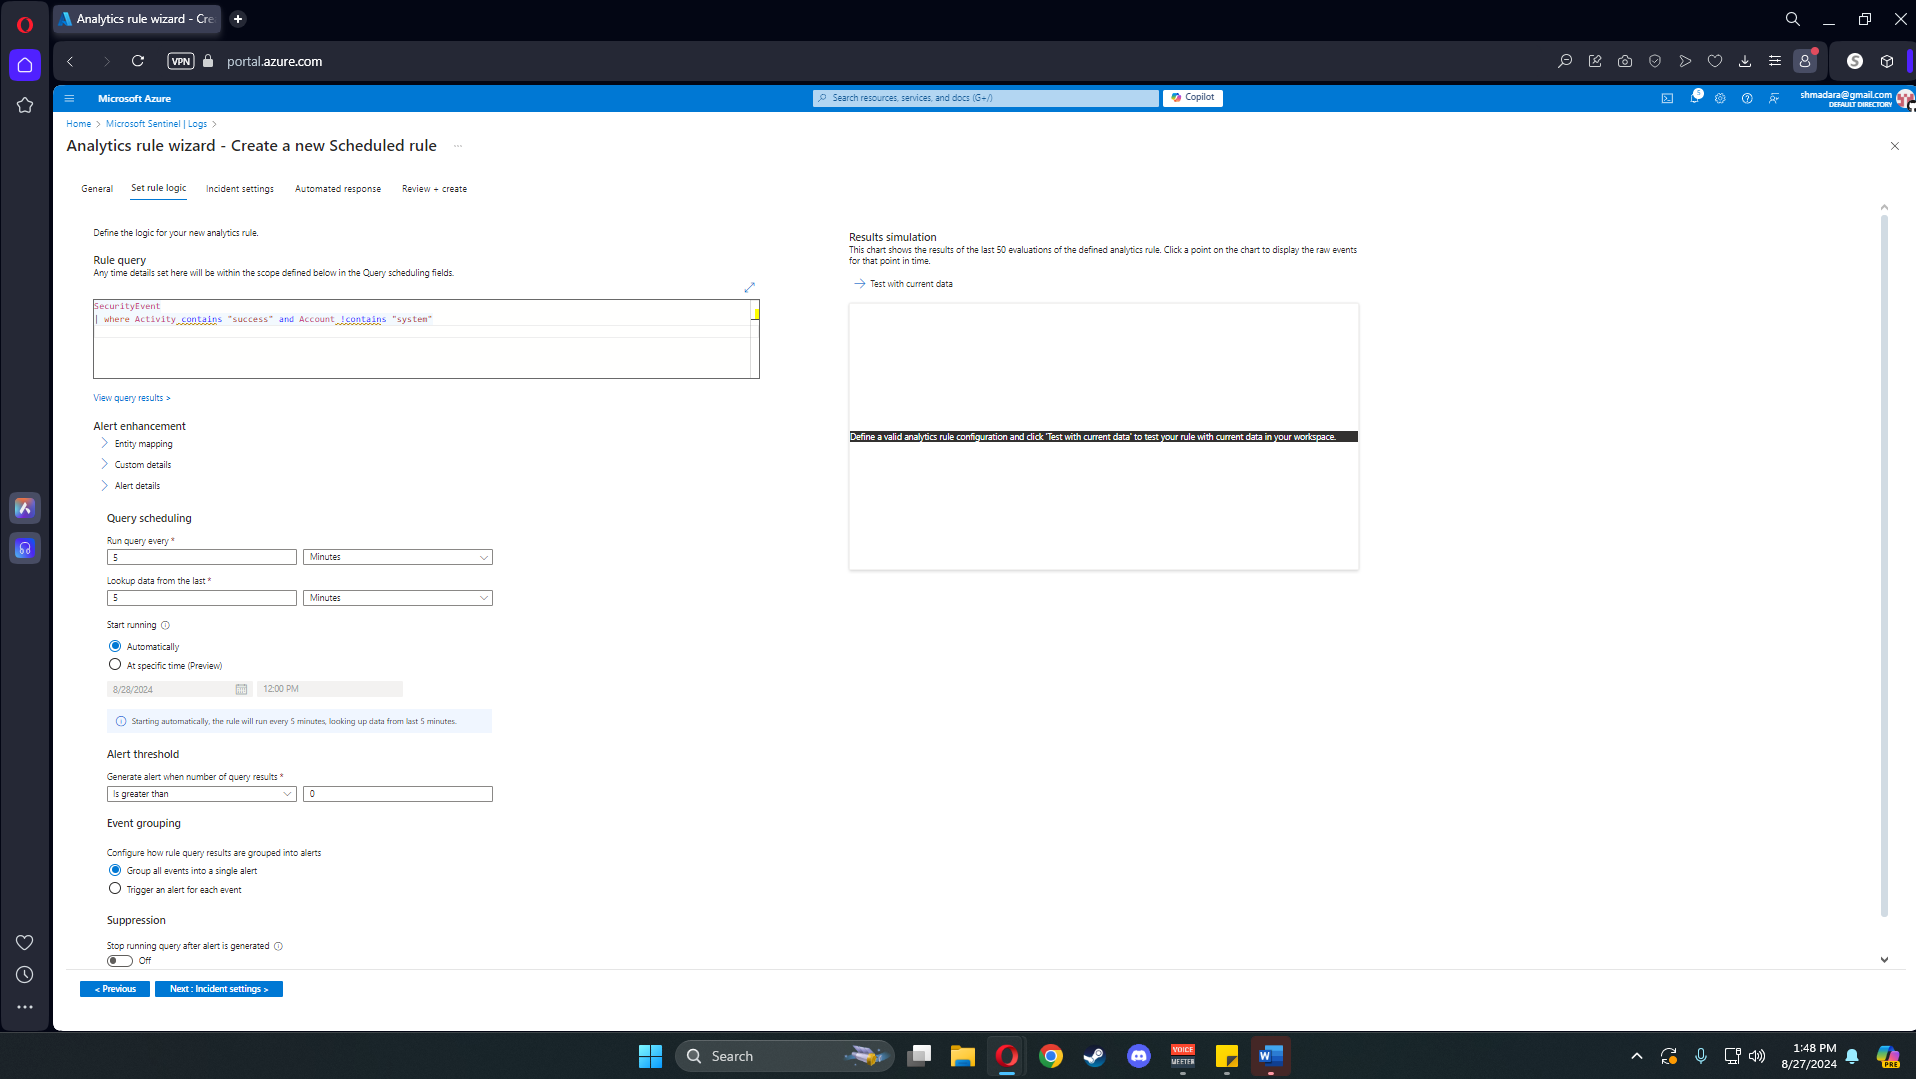 Analytics rule wizard - Cre
VPN
portal.azure.com
Microsoft Azure
Search resources, services, and docs (G+/)
Copilot
5
shmadara@gmail.com
DEFAULT DIRECTORY
Home > Microsoft Sentinel | Logs >
Analytics rule wizard - Create a new Scheduled rule
General
Set rule logic
Incident settings
Automated response
Review + create
Define the logic for your new analytics rule.
Rule query
Any time details set here will be within the scope defined below in the Query scheduling fields.
SecurityEvent
| where Activity contains "success" and Account !contains "system"
View query results >
Alert enhancement
Entity mapping
Custom details
Alert details
Query scheduling
Run query every *
5
Minutes
Lookup data from the last *
5
Minutes
Start running
Automatically
At specific time (Preview)
8/28/2024
12:00 PM
Starting automatically, the rule will run every 5 minutes, looking up data from last 5 minutes.
Alert threshold
Generate alert when number of query results *
Is greater than
0
Event grouping
Configure how rule query results are grouped into alerts
Group all events into a single alert
Trigger an alert for each event
Suppression
Stop running query after alert is generated
Off
< Previous
Next : Incident settings >
Results simulation
This chart shows the results of the last 50 evaluations of the defined analytics rule. Click a point on the chart to display the raw events
for that point in time.
Test with current data
Define a valid analytics rule configuration and click 'Test with current data' to test your rule with current data in your workspace.
Search
VOICE
MEETER
W
1:48 PM
8/27/2024
PRE